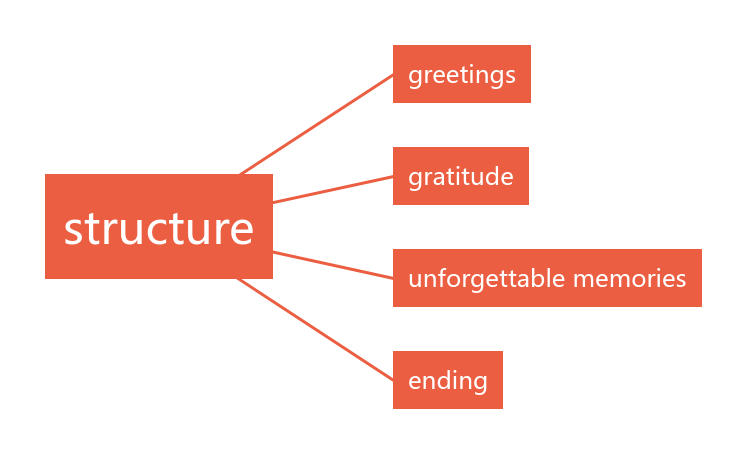 structure
greetings
gratitude
unforgettable memories
ending